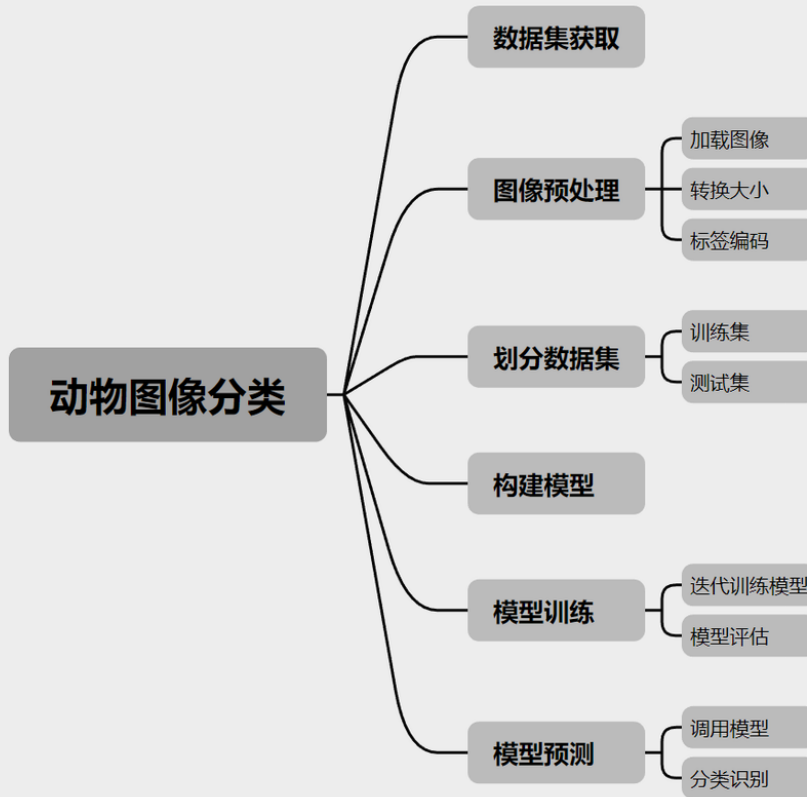 动物图像分类
数据集获取
图像预处理
加载图像
转换大小
标签编码
划分数据集
训练集
测试集
构建模型
模型训练
迭代训练模型
模型评估
模型预测
调用模型
分类识别